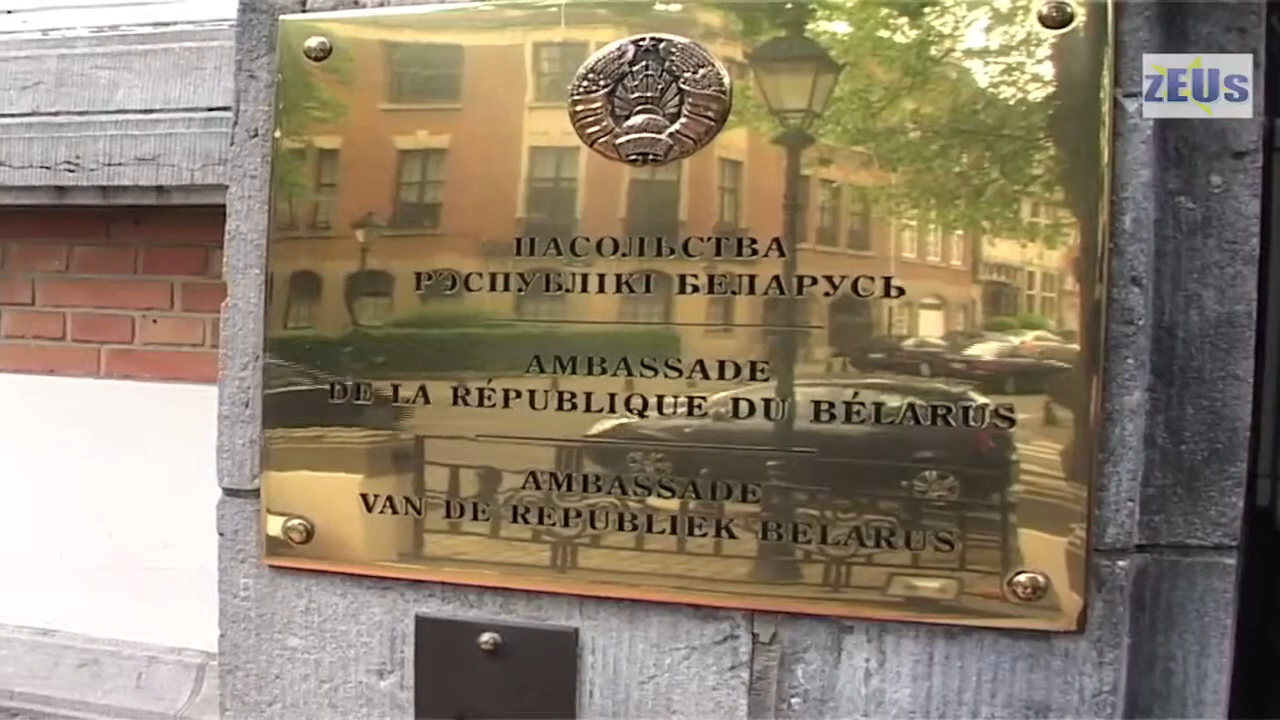 zEUs
ПАСОЛЬСТВА
РЭСПУБЛІКІ БЕЛАРУСЬ
AMBASSADE
DE LA RÉPUBLIQUE DU BÉLARUS
AMBASSADE
VAN DE REPUBLIEK BELARUS